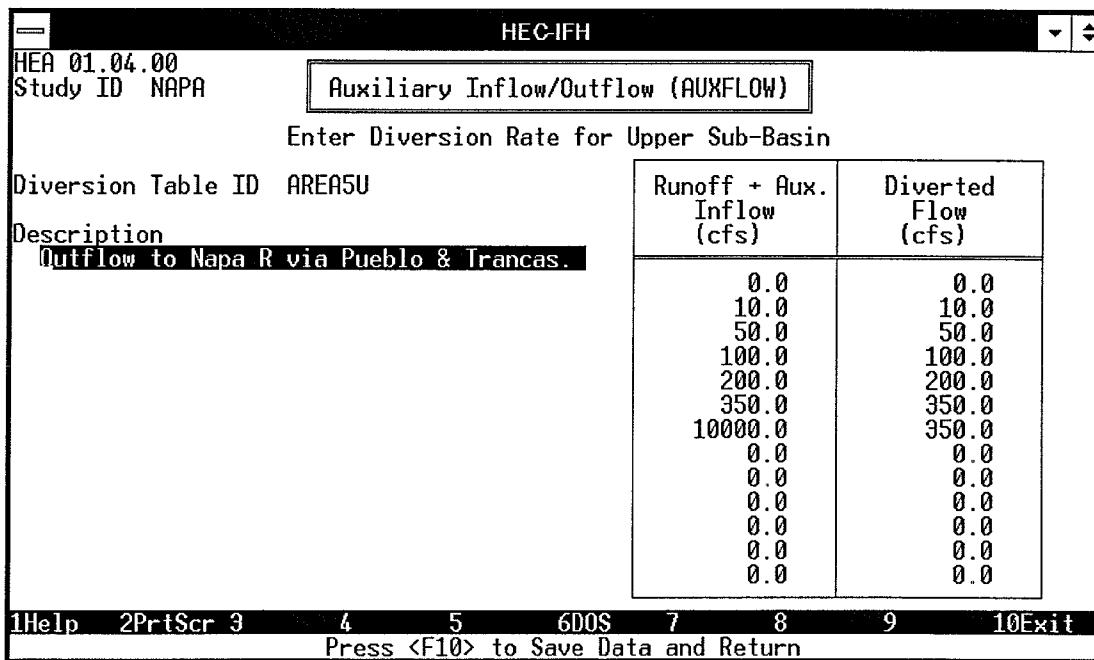 HEC-IFH
HEA 01.04.00
Study ID NAPA
Auxiliary Inflow/Outflow (AUXFLOW)
Enter Diversion Rate for Upper Sub-Basin
Diversion Table ID AREA5U
Description
Outflow to Napa R via Pueblo & Trancas.
Runoff + Aux. Diverted
Inflow Flow
(cfs) (cfs)
0.0 0.0
10.0 10.0
50.0 50.0
100.0 100.0
200.0 200.0
350.0 350.0
10000.0 350.0
0.0 0.0
0.0 0.0
0.0 0.0
0.0 0.0
0.0 0.0
0.0 0.0
1Help 2PrtScr 3 4 5 6DOS 7 8 9 10Exit
Press <F10> to Save Data and Return